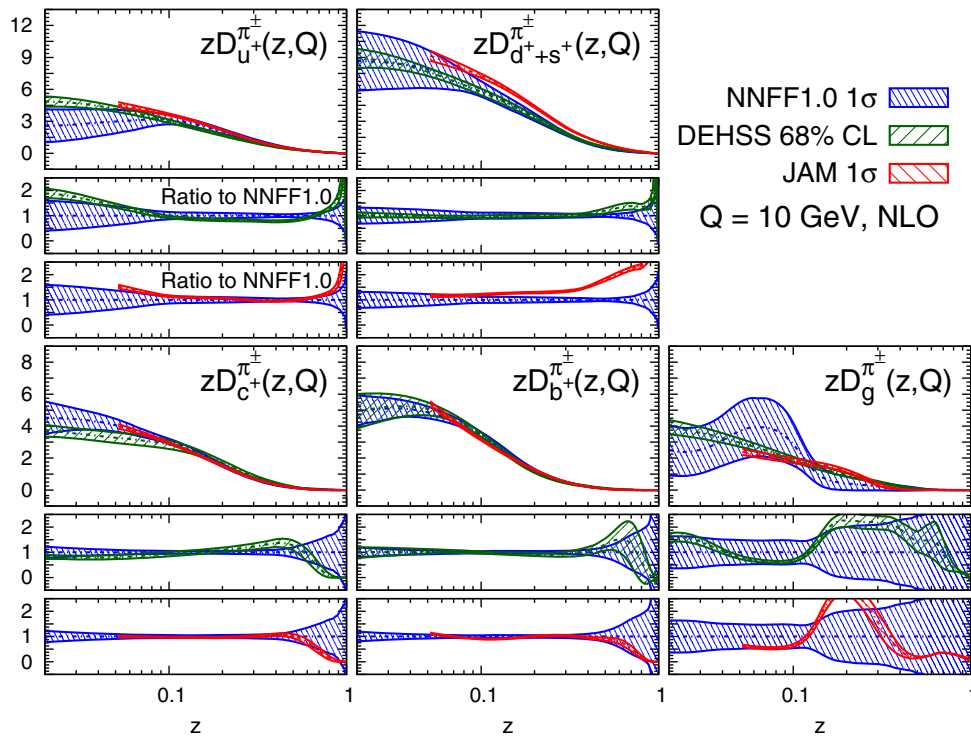 zD_{u^+}^{π^±}(z,Q)
zD_{d^++s^+}^{π^±}(z,Q)
12
9
6
3
0
NNFF1.0 1σ
DEHSS 68% CL
JAM 1σ
Q = 10 GeV, NLO
Ratio to NNFF1.0
2
1
0
Ratio to NNFF1.0
2
1
0
zD_{c^+}^{π^±}(z,Q)
zD_{b^+}^{π^±}(z,Q)
zD_g^{π^±}(z,Q)
8
6
4
2
0
2
1
0
2
1
0
0.1 1
0.1 1
0.1 1
z
z
z